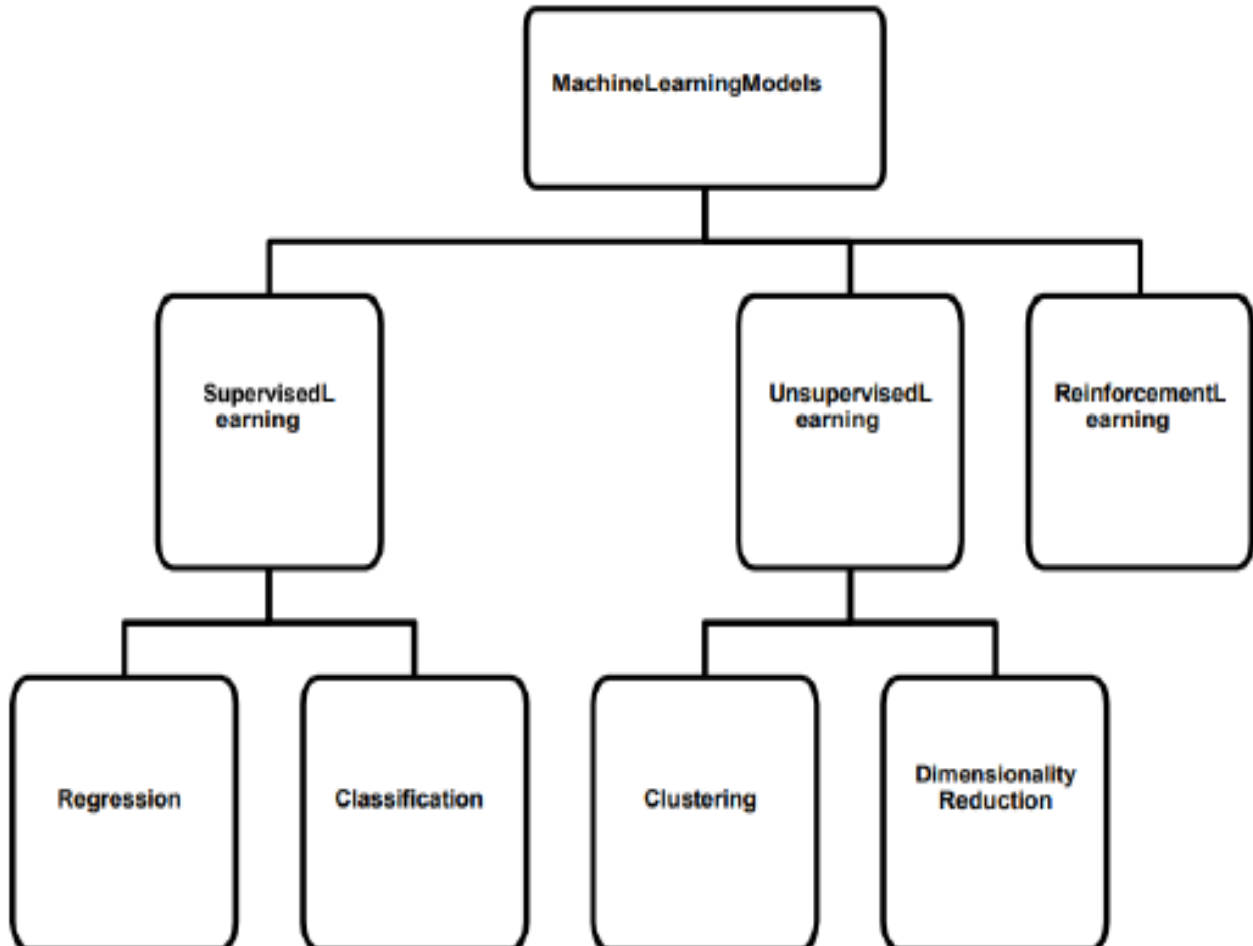 MachineLearningModels
SupervisedL
earning
UnsupervisedL
earning
ReinforcementL
earning
Regression
Classification
Clustering
Dimensionality
Reduction